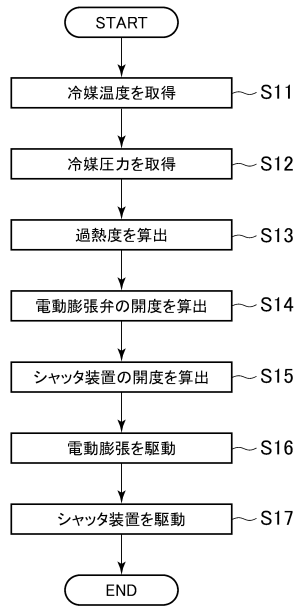 START
冷媒温度を取得 S11
冷媒圧力を取得 S12
過熱度を算出 S13
電動膨張弁の開度を算出 S14
シャッタ装置の開度を算出 S15
電動膨張を駆動 S16
シャッタ装置を駆動 S17
END